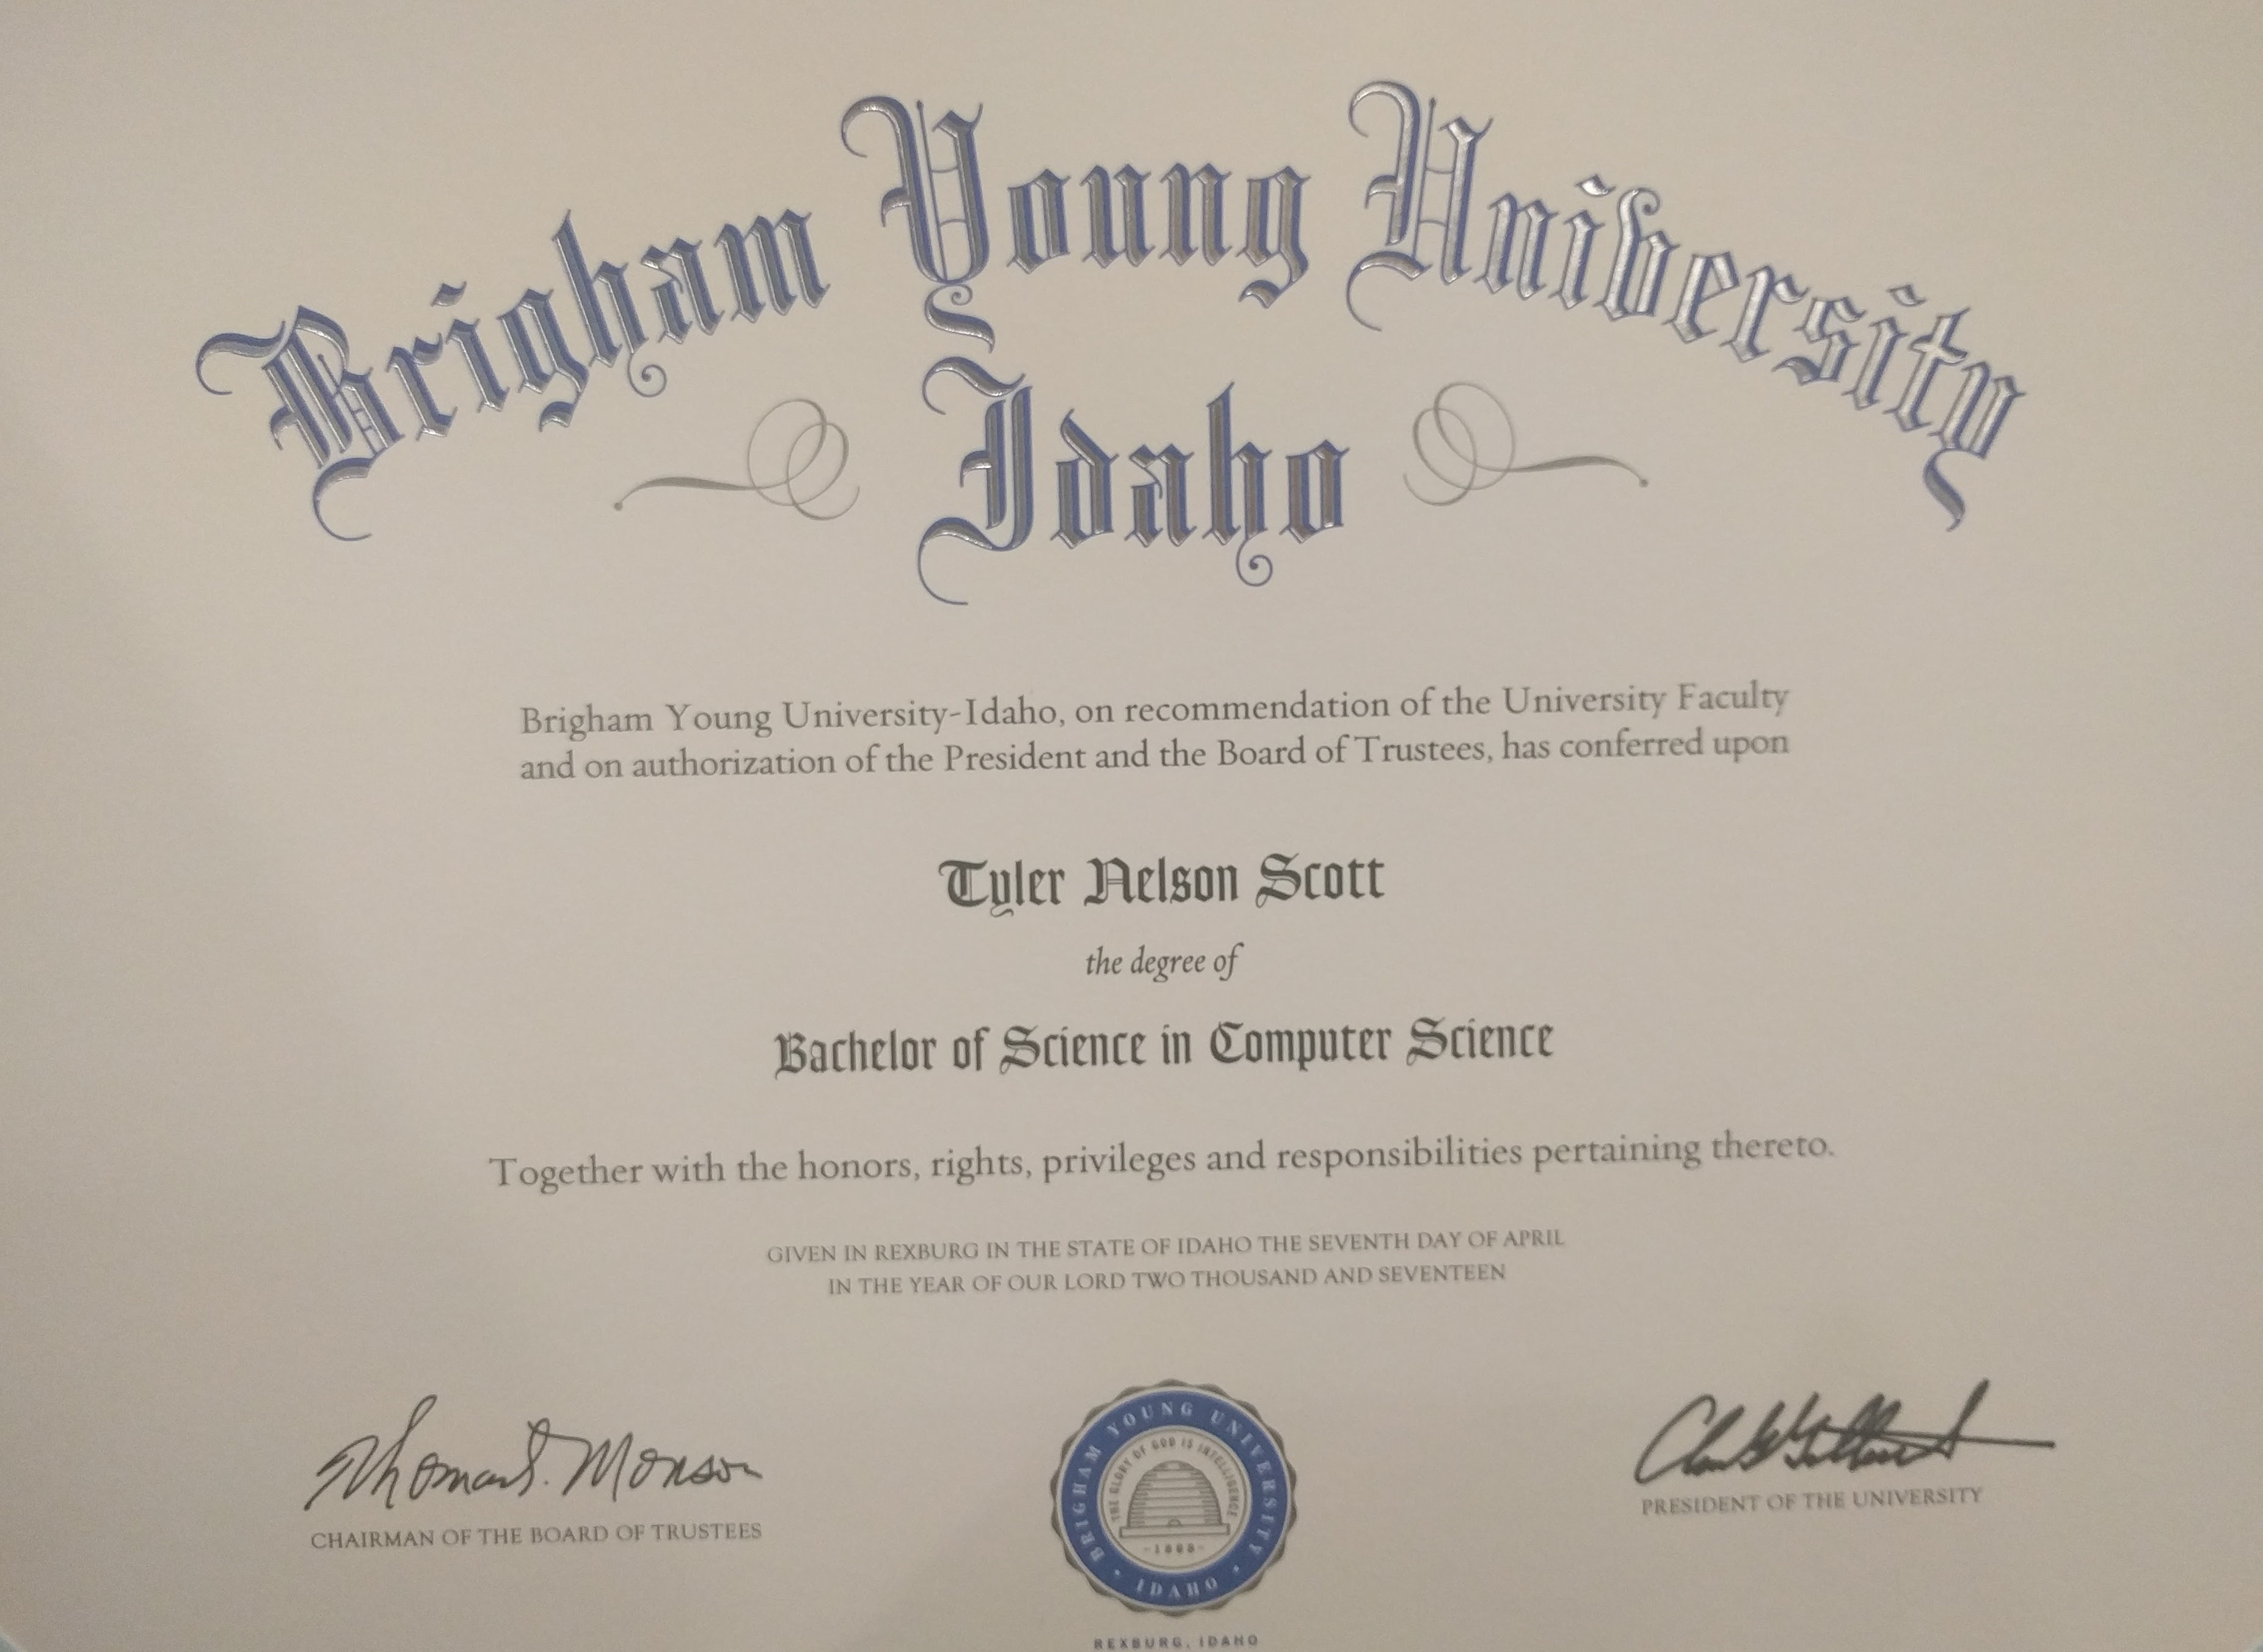 Brigham Young University
Idaho
Brigham Young University-Idaho, on recommendation of the University Faculty
and on authorization of the President and the Board of Trustees, has conferred upon
Tyler Nelson Scott
the degree of
Bachelor of Science in Computer Science
Together with the honors, rights, privileges and responsibilities pertaining thereto.
GIVEN IN REXBURG IN THE STATE OF IDAHO THE SEVENTH DAY OF APRIL
IN THE YEAR OF OUR LORD TWO THOUSAND AND SEVENTEEN
Thomas S. Monson
CHAIRMAN OF THE BOARD OF TRUSTEES
BRIGHAM YOUNG UNIVERSITY
THE GLORY OF GOD IS INTELLIGENCE
-1888-
• IDAHO •
REXBURG, IDAHO
PRESIDENT OF THE UNIVERSITY